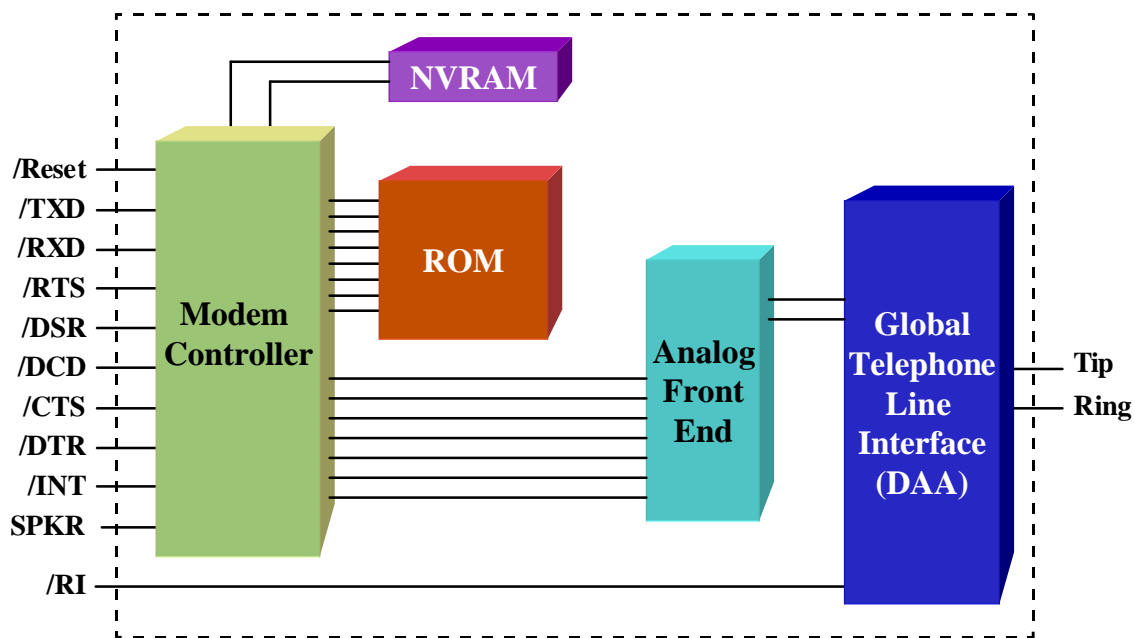 NVRAM
/Reset
/TXD
/RXD
/RTS
/DSR
/DCD
/CTS
/DTR
/INT
SPKR
/RI
Modem
Controller
ROM
Analog
Front
End
Global
Telephone
Line
Interface
(DAA)
Tip
Ring